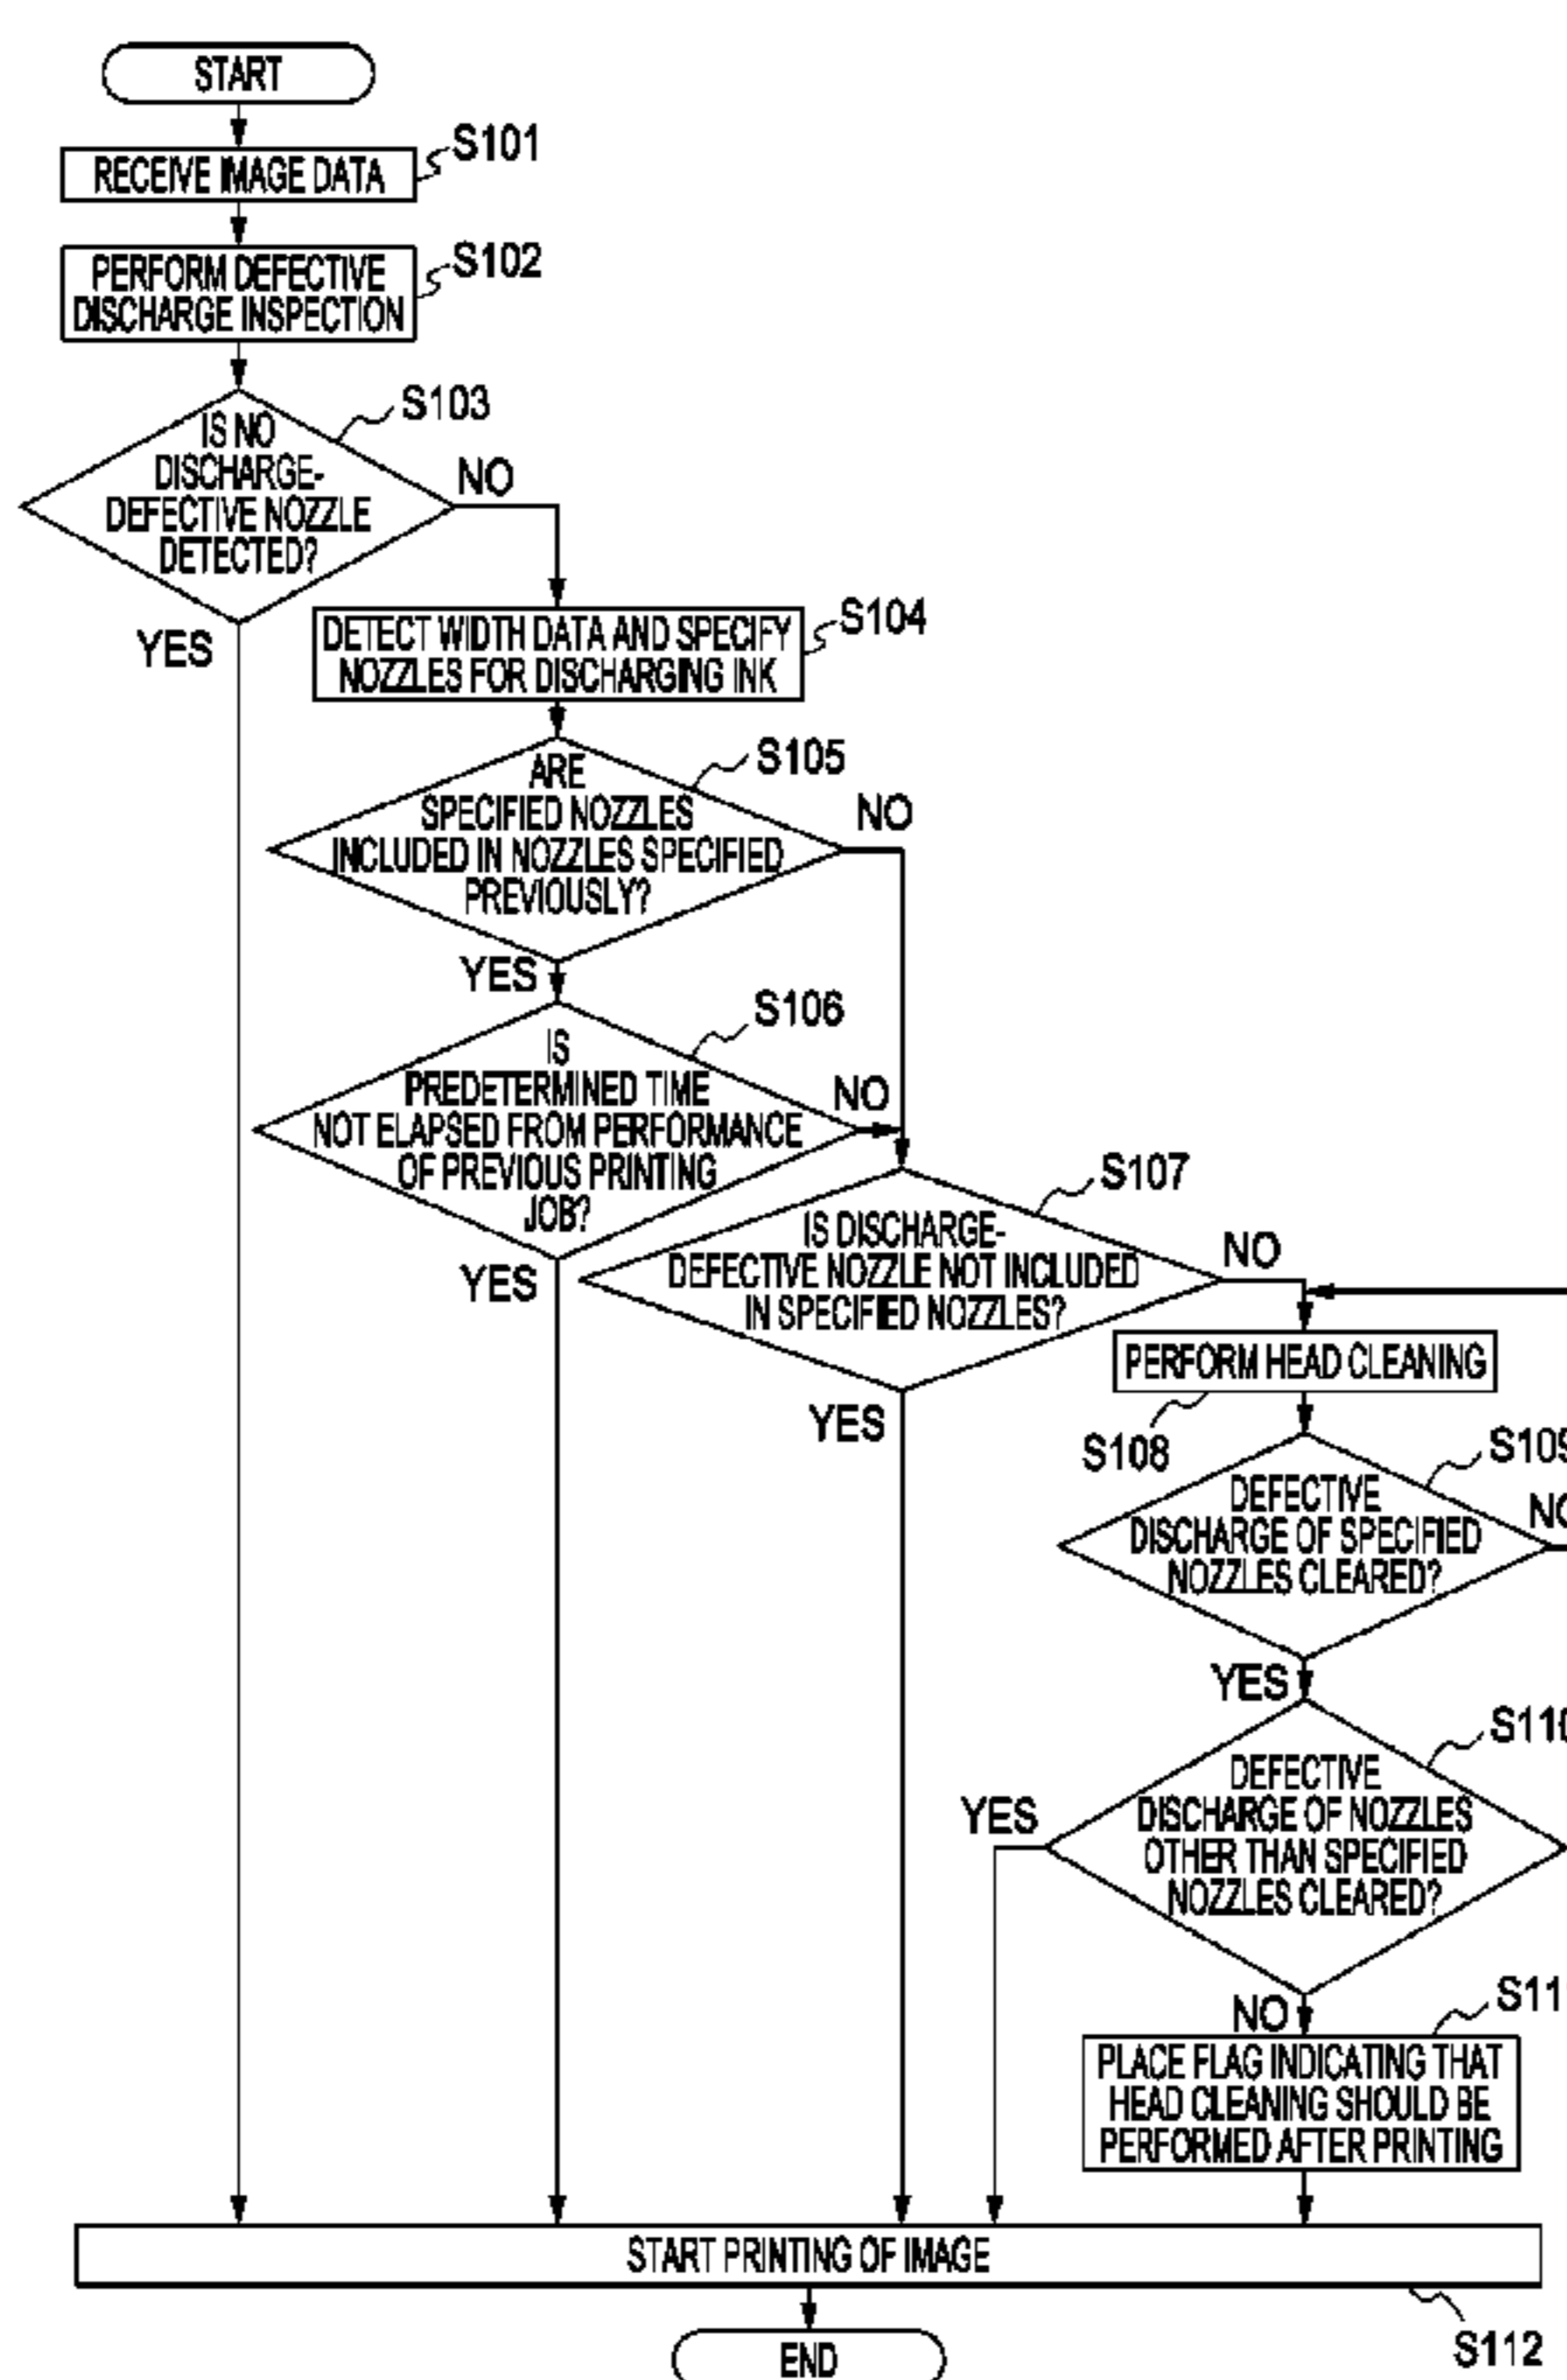 START
RECEIVE IMAGE DATA
S101
PERFORM DEFECTIVE
DISCHARGE INSPECTION
S102
IS NO
DISCHARGE-
DEFECTIVE NOZZLE
DETECTED?
S103
NO
YES
DETECT WIDTH DATA AND SPECIFY
NOZZLES FOR DISCHARGING INK
S104
ARE
SPECIFIED NOZZLES
INCLUDED IN NOZZLES SPECIFIED
PREVIOUSLY?
S105
NO
YES
IS
PREDETERMINED TIME
NOT ELAPSED FROM PERFORMANCE
OF PREVIOUS PRINTING
JOB?
S106
NO
YES
IS DISCHARGE-
DEFECTIVE NOZZLE NOT INCLUDED
IN SPECIFIED NOZZLES?
S107
NO
YES
PERFORM HEAD CLEANING
S108
DEFECTIVE
DISCHARGE OF SPECIFIED
NOZZLES CLEARED?
S109
NO
YES
DEFECTIVE
DISCHARGE OF NOZZLES
OTHER THAN SPECIFIED
NOZZLES CLEARED?
S110
YES
NO
PLACE FLAG INDICATING THAT
HEAD CLEANING SHOULD BE
PERFORMED AFTER PRINTING
S11
START PRINTING OF IMAGE
S112
END